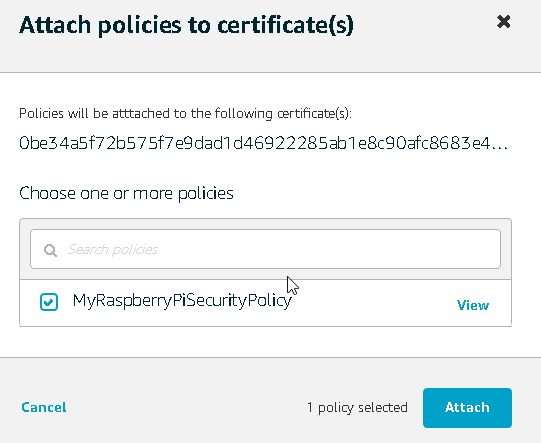 Attach policies to certificate(s)
Policies will be atttached to the following certificate(s):
0be34a5f72b575f7e9dad1d46922285ab1e8c90afc8683e4...
Choose one or more policies
Search policies
MyRaspberryPiSecurityPolicy
View
Cancel
1 policy selected
Attach